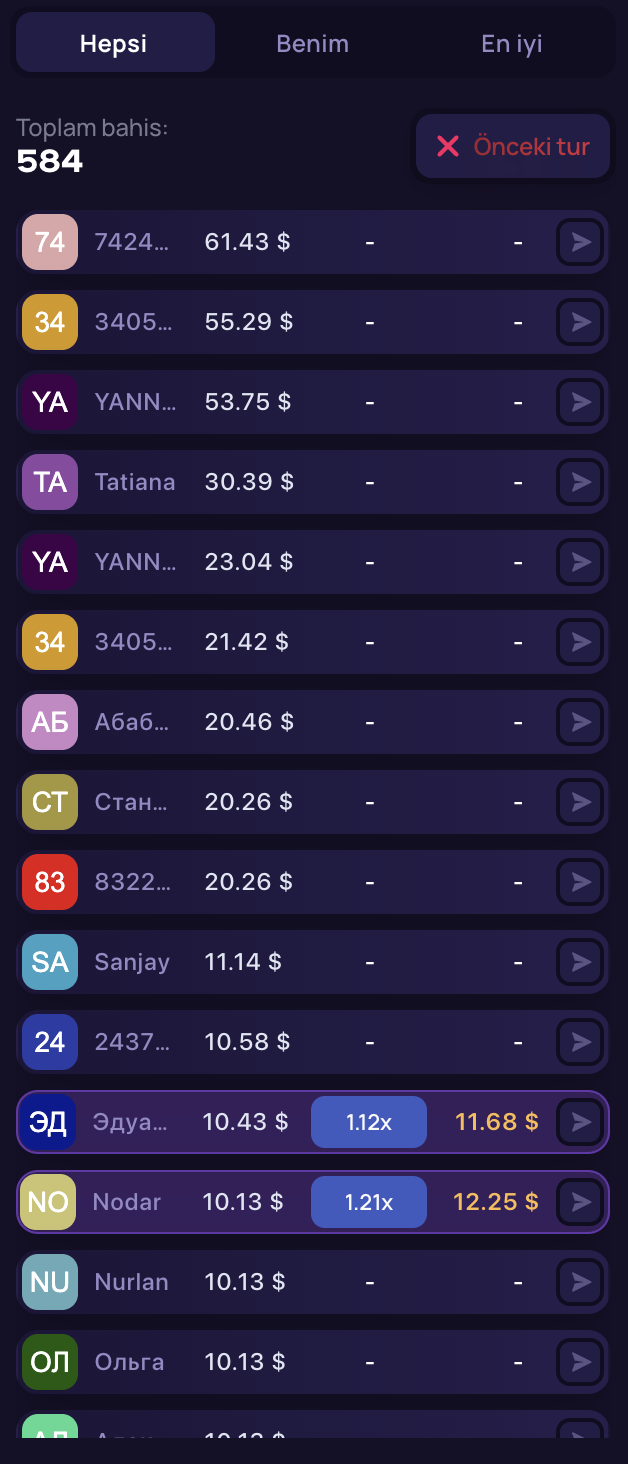 Hepsi Benim En iyi
Toplam bahis:
584
Önceki tur
74 7424... 61.43 $ - -
34 3405... 55.29 $ - -
YA YANN... 53.75 $ - -
TA Tatiana 30.39 $ - -
YA YANN... 23.04 $ - -
34 3405... 21.42 $ - -
АБ Абаб... 20.46 $ - -
СТ Стан... 20.26 $ - -
83 8322... 20.26 $ - -
SA Sanjay 11.14 $ - -
24 2437... 10.58 $ - -
ЭД Эдуа... 10.43 $ 1.12x 11.68 $
NO Nodar 10.13 $ 1.21x 12.25 $
NU Nurlan 10.13 $ - -
ОЛ Ольга 10.13 $ - -